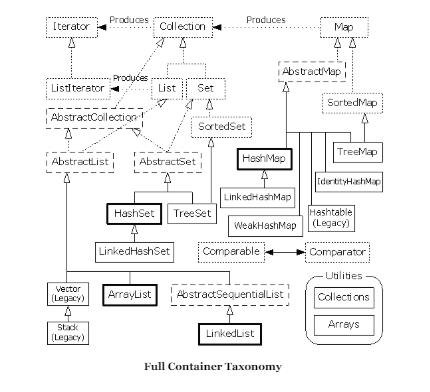 Produces
Produces
Iterator
Collection
Map
AbstractMap
Produces
ListIterator
List
Set
SortedMap
AbstractCollection
SortedSet
AbstractList
AbstractSet
HashMap
TreeMap
IdentityHashMap
LinkedHashMap
HashSet
TreeSet
Hashtable
(Legacy)
WeakHashMap
LinkedHashSet
Comparable
Comparator
Utilities
Vector
(Legacy)
ArrayList
AbstractSequentialList
Collections
Stack
(Legacy)
LinkedList
Arrays
Full Container Taxonomy